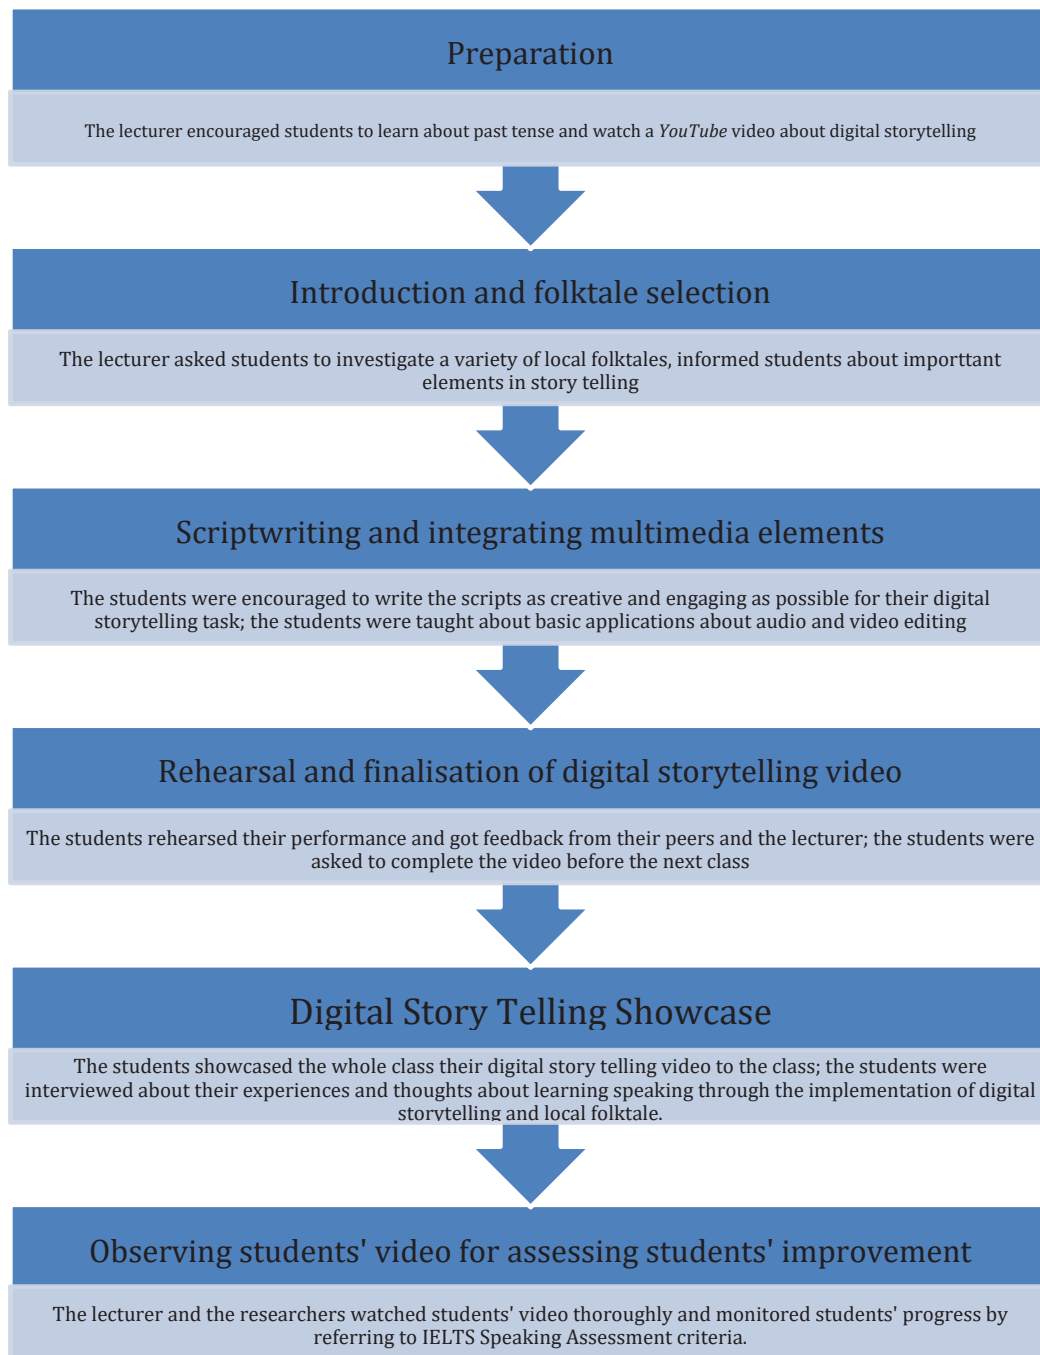 Preparation
The lecturer encouraged students to learn about past tense and watch a YouTube video about digital storytelling
Introduction and folktale selection
The lecturer asked students to investigate a variety of local folktales, informed students about importtant
elements in story telling
Scriptwriting and integrating multimedia elements
The students were encouraged to write the scripts as creative and engaging as possible for their digital
storytelling task; the students were taught about basic applications about audio and video editing
Rehearsal and finalisation of digital storytelling video
The students rehearsed their performance and got feedback from their peers and the lecturer; the students were
asked to complete the video before the next class
Digital Story Telling Showcase
The students showcased the whole class their digital story telling video to the class; the students were
interviewed about their experiences and thoughts about learning speaking through the implementation of digital
storytelling and local folktale.
Observing students' video for assessing students' improvement
The lecturer and the researchers watched students' video thoroughly and monitored students' progress by
referring to IELTS Speaking Assessment criteria.